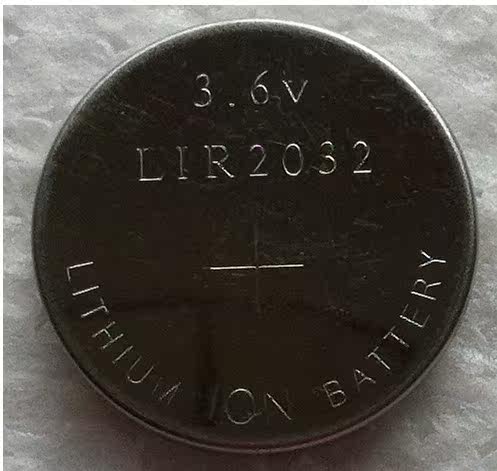 3.6v
LIR2032
+
LITHIUM ION BATTERY